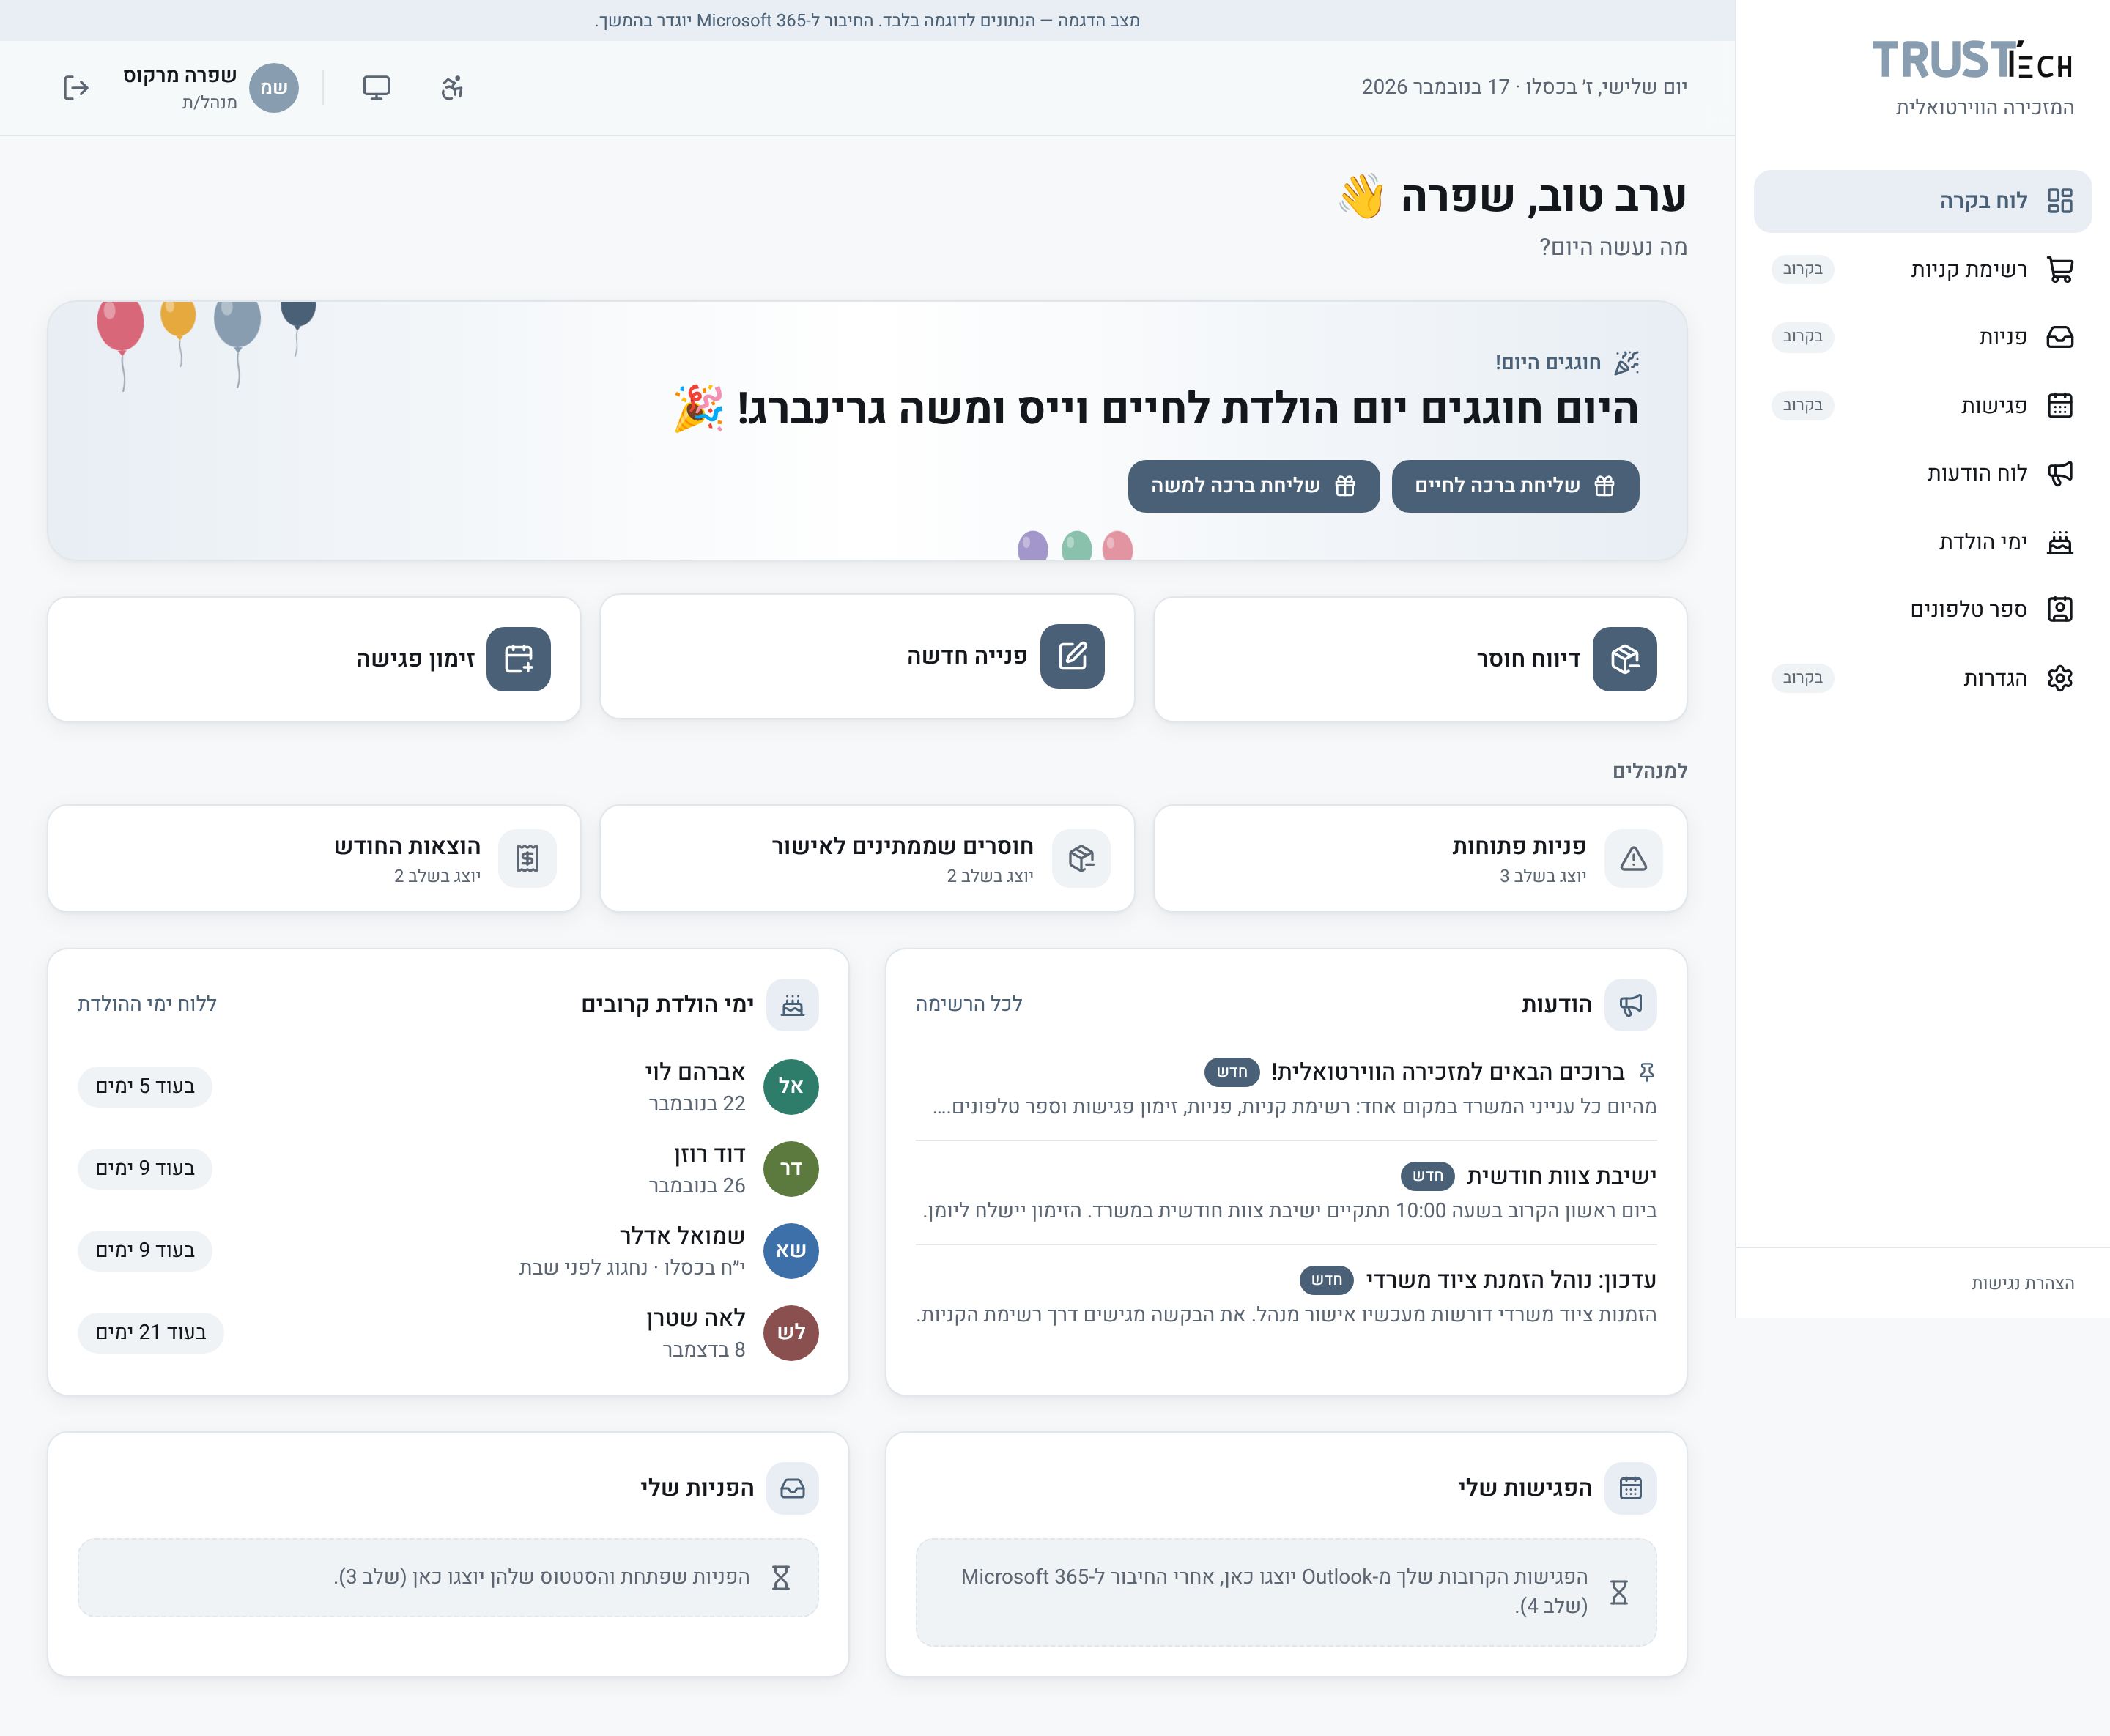 מצב הדגמה — הנתונים לדוגמה בלבד. החיבור ל-Microsoft 365 יוגדר בהמשך.
TRUSTTECH
המזכירה הווירטואלית
לוח בקרה
רשימת קניות
בקרוב
פניות
בקרוב
פגישות
בקרוב
לוח הודעות
ימי הולדת
ספר טלפונים
הגדרות
בקרוב
הצהרת נגישות
יום שלישי, ז׳ בכסלו · 17 בנובמבר 2026
שמ
שפרה מרקוס
מנהל/ת
ערב טוב, שפרה 👋
מה נעשה היום?
חוגגים היום!
היום חוגגים יום הולדת לחיים וייס ומשה גרינברג! 🎉
שליחת ברכה לחיים
שליחת ברכה למשה
דיווח חוסר
פנייה חדשה
זימון פגישה
למנהלים
פניות פתוחות
יוצג בשלב 3
חוסרים שממתינים לאישור
יוצג בשלב 2
הוצאות החודש
יוצג בשלב 2
הודעות
לכל הרשימה
ברוכים הבאים למזכירה הווירטואלית!
חדש
מהיום כל ענייני המשרד במקום אחד: רשימת קניות, פניות, זימון פגישות וספר טלפונים....
ישיבת צוות חודשית
חדש
ביום ראשון הקרוב בשעה 10:00 תתקיים ישיבת צוות חודשית במשרד. הזימון יישלח ליומן.
עדכון: נוהל הזמנת ציוד משרדי
חדש
הזמנות ציוד משרדי דורשות מעכשיו אישור מנהל. את הבקשה מגישים דרך רשימת הקניות.
ימי הולדת קרובים
ללוח ימי ההולדת
אל
אברהם לוי
22 בנובמבר
בעוד 5 ימים
דר
דוד רוזן
26 בנובמבר
בעוד 9 ימים
שא
שמואל אדלר
י״ח בכסלו · נחגוג לפני שבת
בעוד 9 ימים
לש
לאה שטרן
8 בדצמבר
בעוד 21 ימים
הפגישות שלי
הפגישות הקרובות שלך מ-Outlook יוצגו כאן, אחרי החיבור ל-Microsoft 365
(שלב 4).
הפניות שלי
הפניות שפתחת והסטטוס שלהן יוצגו כאן (שלב 3).